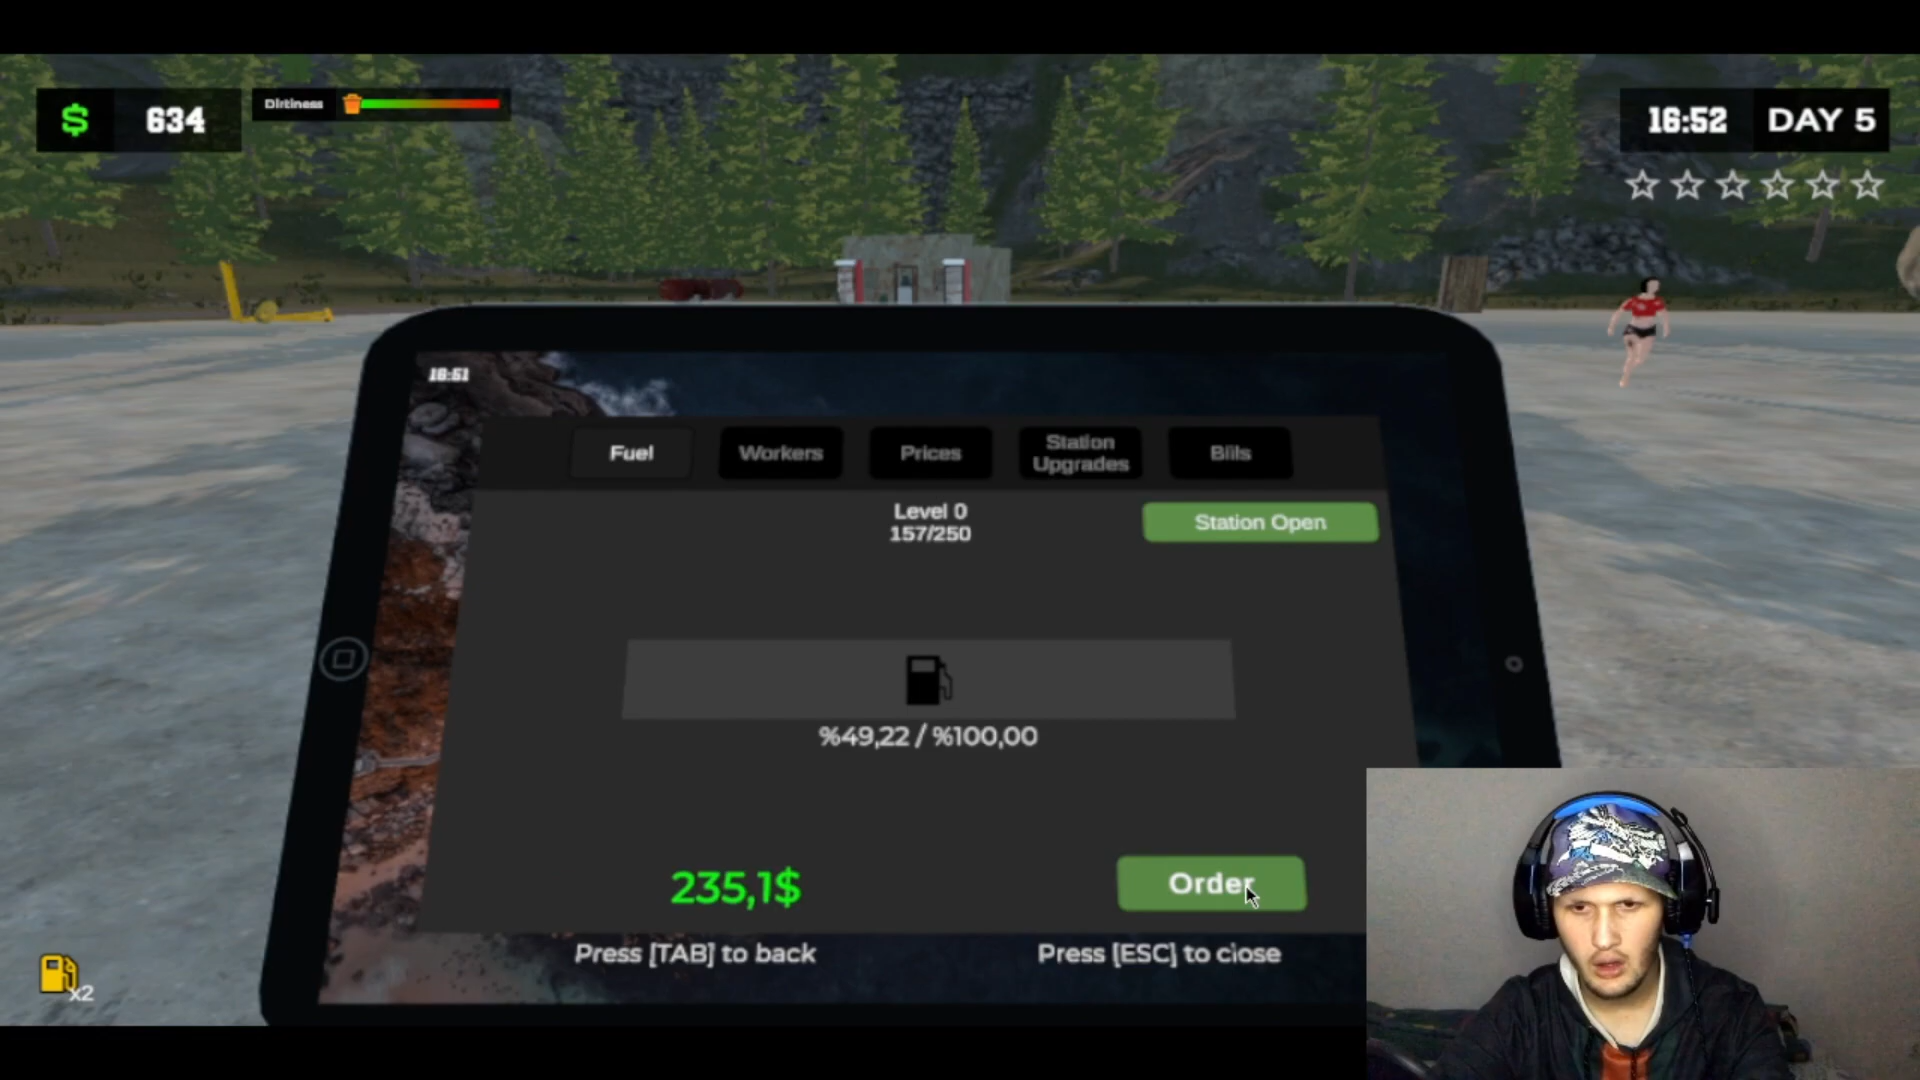 $ 634
Dirtiness
16:52 DAY 5
16:51
Fuel
Workers
Prices
Station
Upgrades
Bills
Level 0
157/250
Station Open
%49,22 / %100,00
235,1$
Order
Press [TAB] to back
Press [ESC] to close
x2